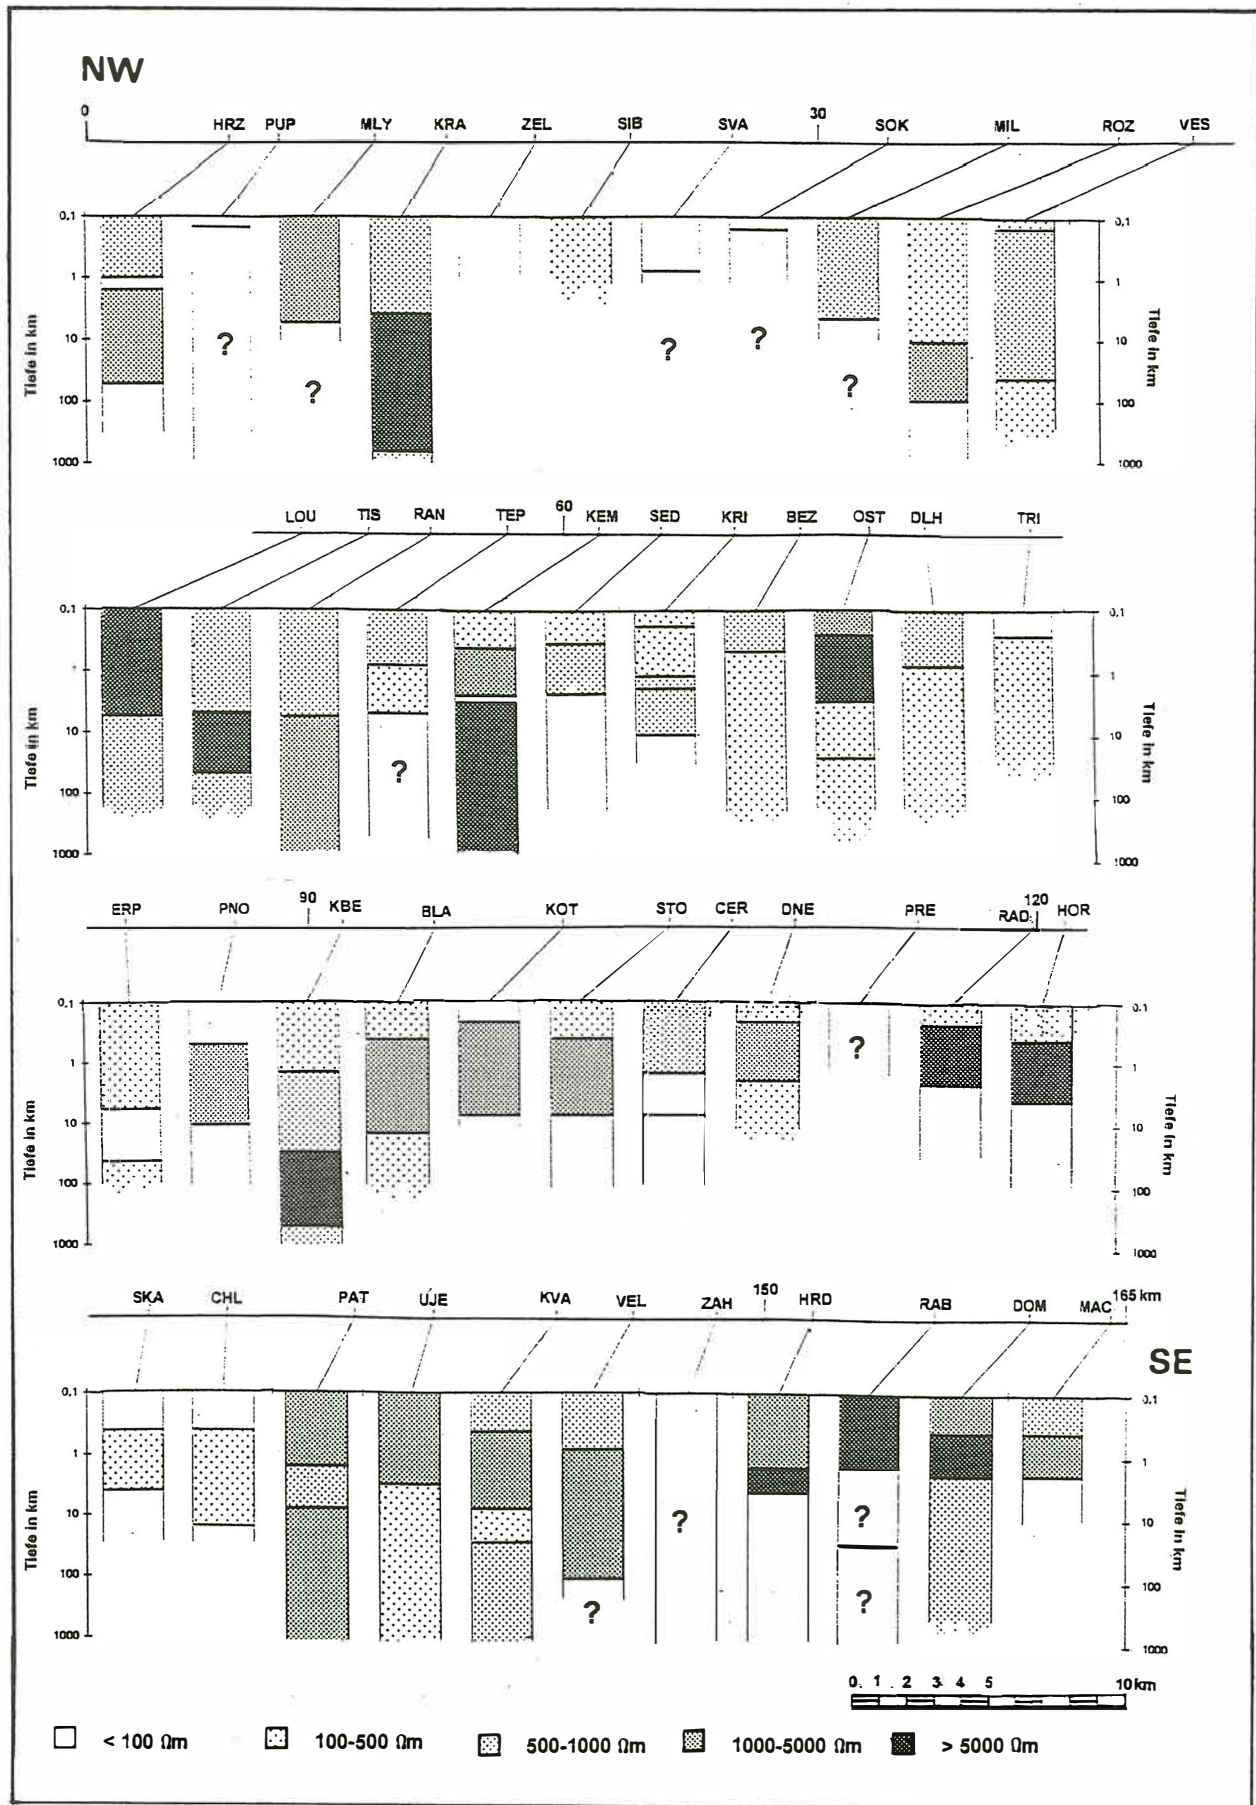 NW
0 HRZ PUP MLY KRA ZEL SIB SVA 30 SOK MIL ROZ VES
0,1 0,1
1 1
10 10
100 100
1000 1000
Tiefe in km Tiefe in km
? ? ? ? ?
LOU TIS RAN TEP 60 KEM SED KRI BEZ OST DLH TRI
0.1 0,1
1 1
10 10
100 100
1000 1000
Tiefe in km Tiefe in km
?
ERP PNO 90 KBE BLA KOT STO CER DNE PRE RAD 120 HOR
0.1 0.1
1 1
10 10
100 100
1000 1000
Tiefe in km Tiefe in km
?
SKA CHL PAT UJE KVA VEL ZAH 150 HRD RAB DOM MAC 165 km
SE
0,1 0,1
1 1
10 10
100 100
1000 1000
Tiefe in km Tiefe in km
? ? ? ?
0 1 2 3 4 5 10 km
< 100 Ωm 100-500 Ωm 500-1000 Ωm 1000-5000 Ωm > 5000 Ωm